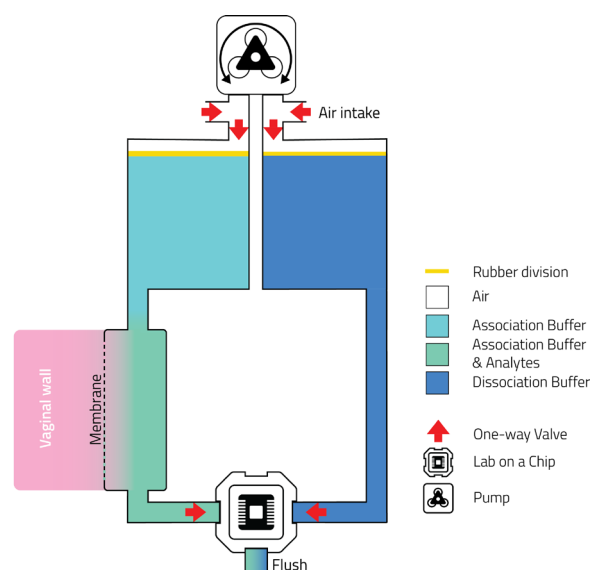 Air intake
Rubber division
Air
Association Buffer
Association Buffer
& Analytes
Dissociation Buffer
Vaginal wall
Membrane
One-way Valve
Lab on a Chip
Pump
Flush